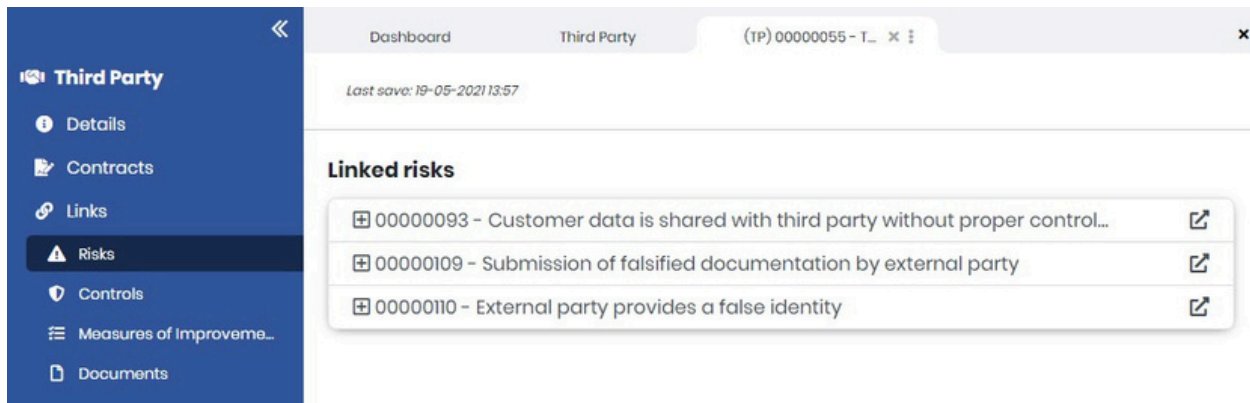 Dashboard
Third Party
(TP) 00000055 - T...
Third Party
Last save: 19-05-2021 13:57
Details
Contracts
Links
Risks
Controls
Measures of Improveme...
Documents
Linked risks
00000093 - Customer data is shared with third party without proper control...
00000109 - Submission of falsified documentation by external party
00000110 - External party provides a false identity